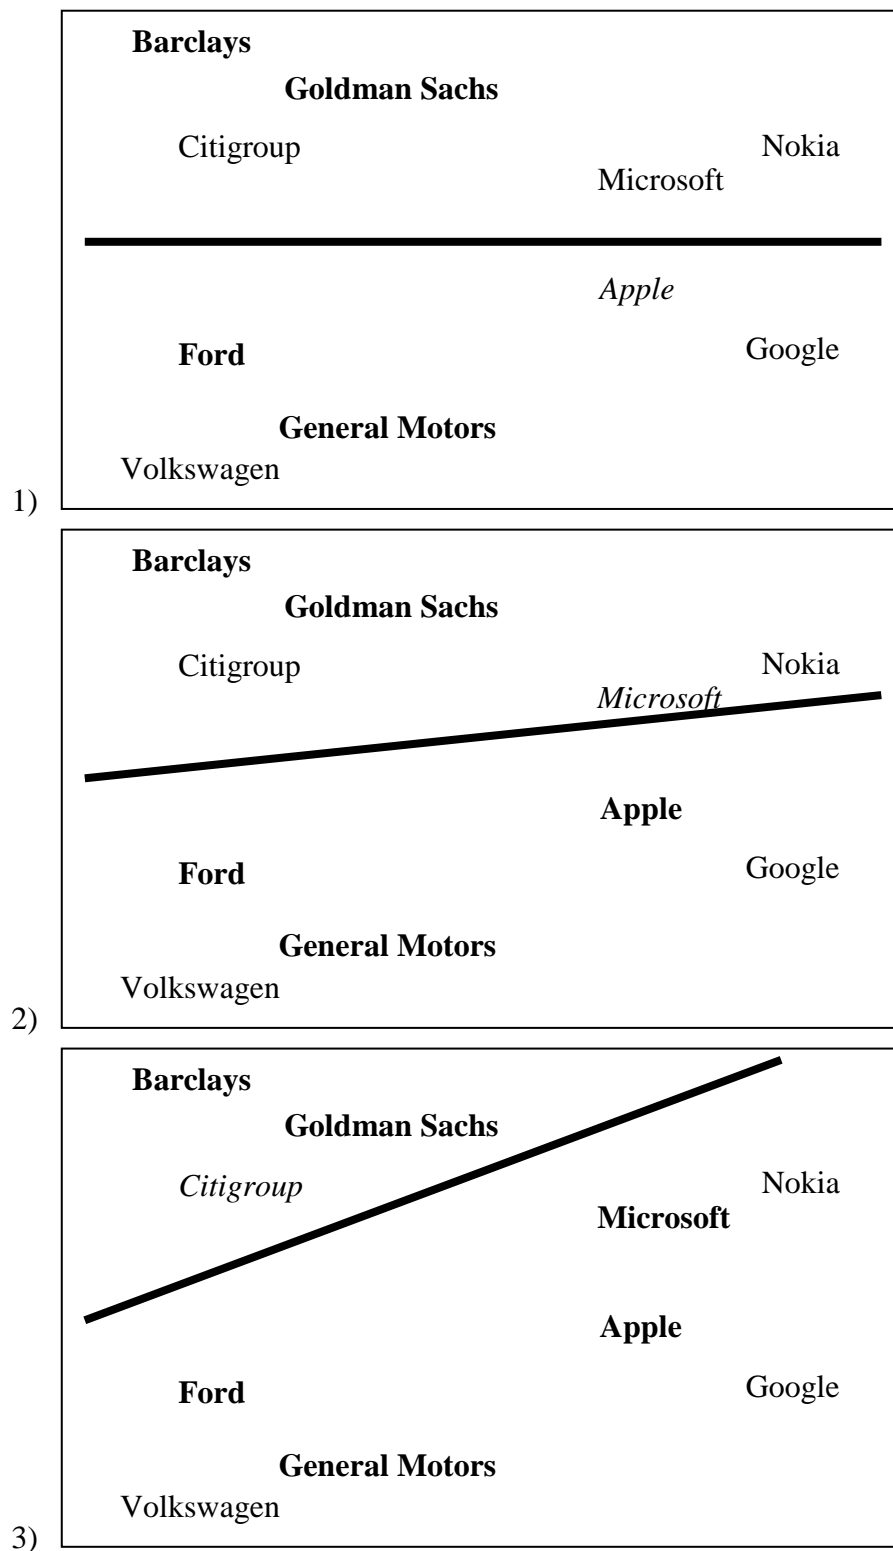 Barclays
Goldman Sachs
Citigroup
Nokia
Microsoft
Apple
Ford
Google
General Motors
Volkswagen
1)
Barclays
Goldman Sachs
Citigroup
Nokia
Microsoft
Apple
Ford
Google
General Motors
Volkswagen
2)
Barclays
Goldman Sachs
Citigroup
Nokia
Microsoft
Apple
Ford
Google
General Motors
Volkswagen
3)